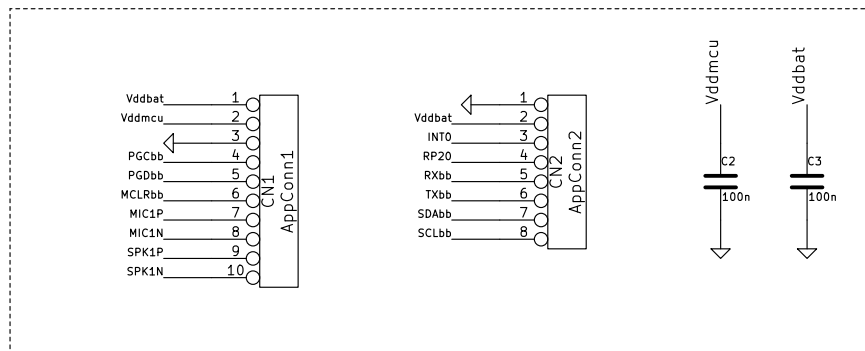 Vddbat 1
Vddmcu 2
3
PGCbb 4
PGDbb 5
MCLRbb 6
MIC1P 7
MIC1N 8
SPK1P 9
SPK1N 10
CN1
AppConn1
1
Vddbat 2
INT0 3
RP20 4
RXbb 5
TXbb 6
SDAbb 7
SCLbb 8
CN2
AppConn2
Vddmcu
C2
100n
Vddbat
C3
100n